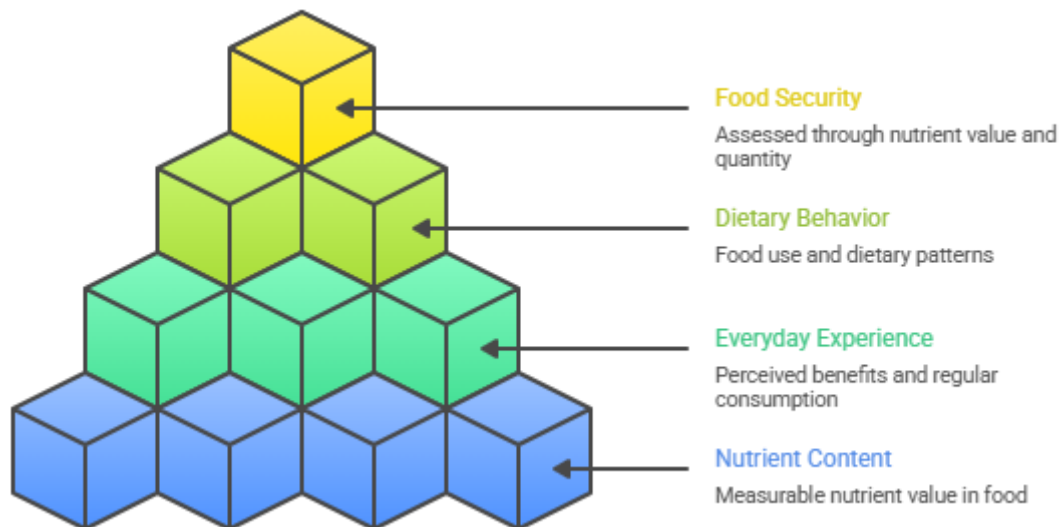 Food Security
Assessed through nutrient value and
quantity
Dietary Behavior
Food use and dietary patterns
Everyday Experience
Perceived benefits and regular
consumption
Nutrient Content
Measurable nutrient value in food